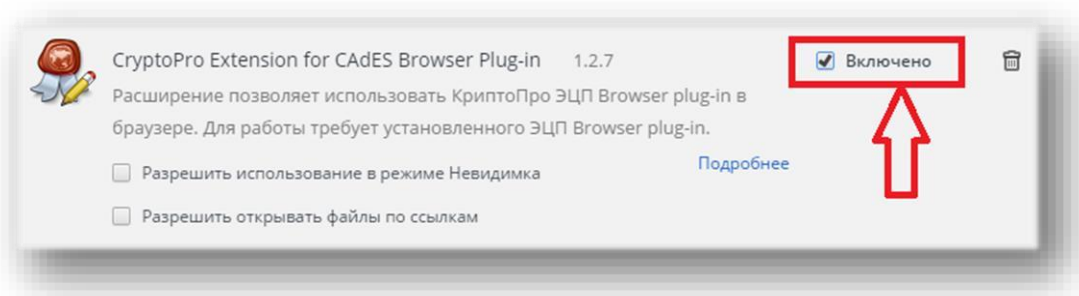 CryptoPro Extension for CAdES Browser Plug-in 1.2.7 Включено
Расширение позволяет использовать КриптоПро ЭЦП Browser plug-in в
браузере. Для работы требует установленного ЭЦП Browser plug-in.
Подробнее
Разрешить использование в режиме Невидимка
Разрешить открывать файлы по ссылкам